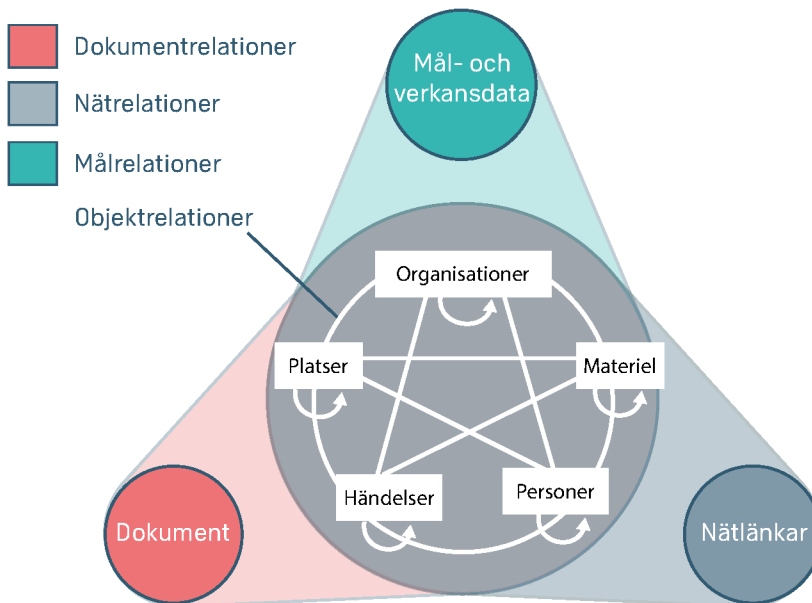 Dokumentrelationer
Nätrelationer
Målrelationer
Objektrelationer
Mål- och
verkansdata
Organisationer
Platser
Materiel
Händelser
Personer
Dokument
Nätlänkar